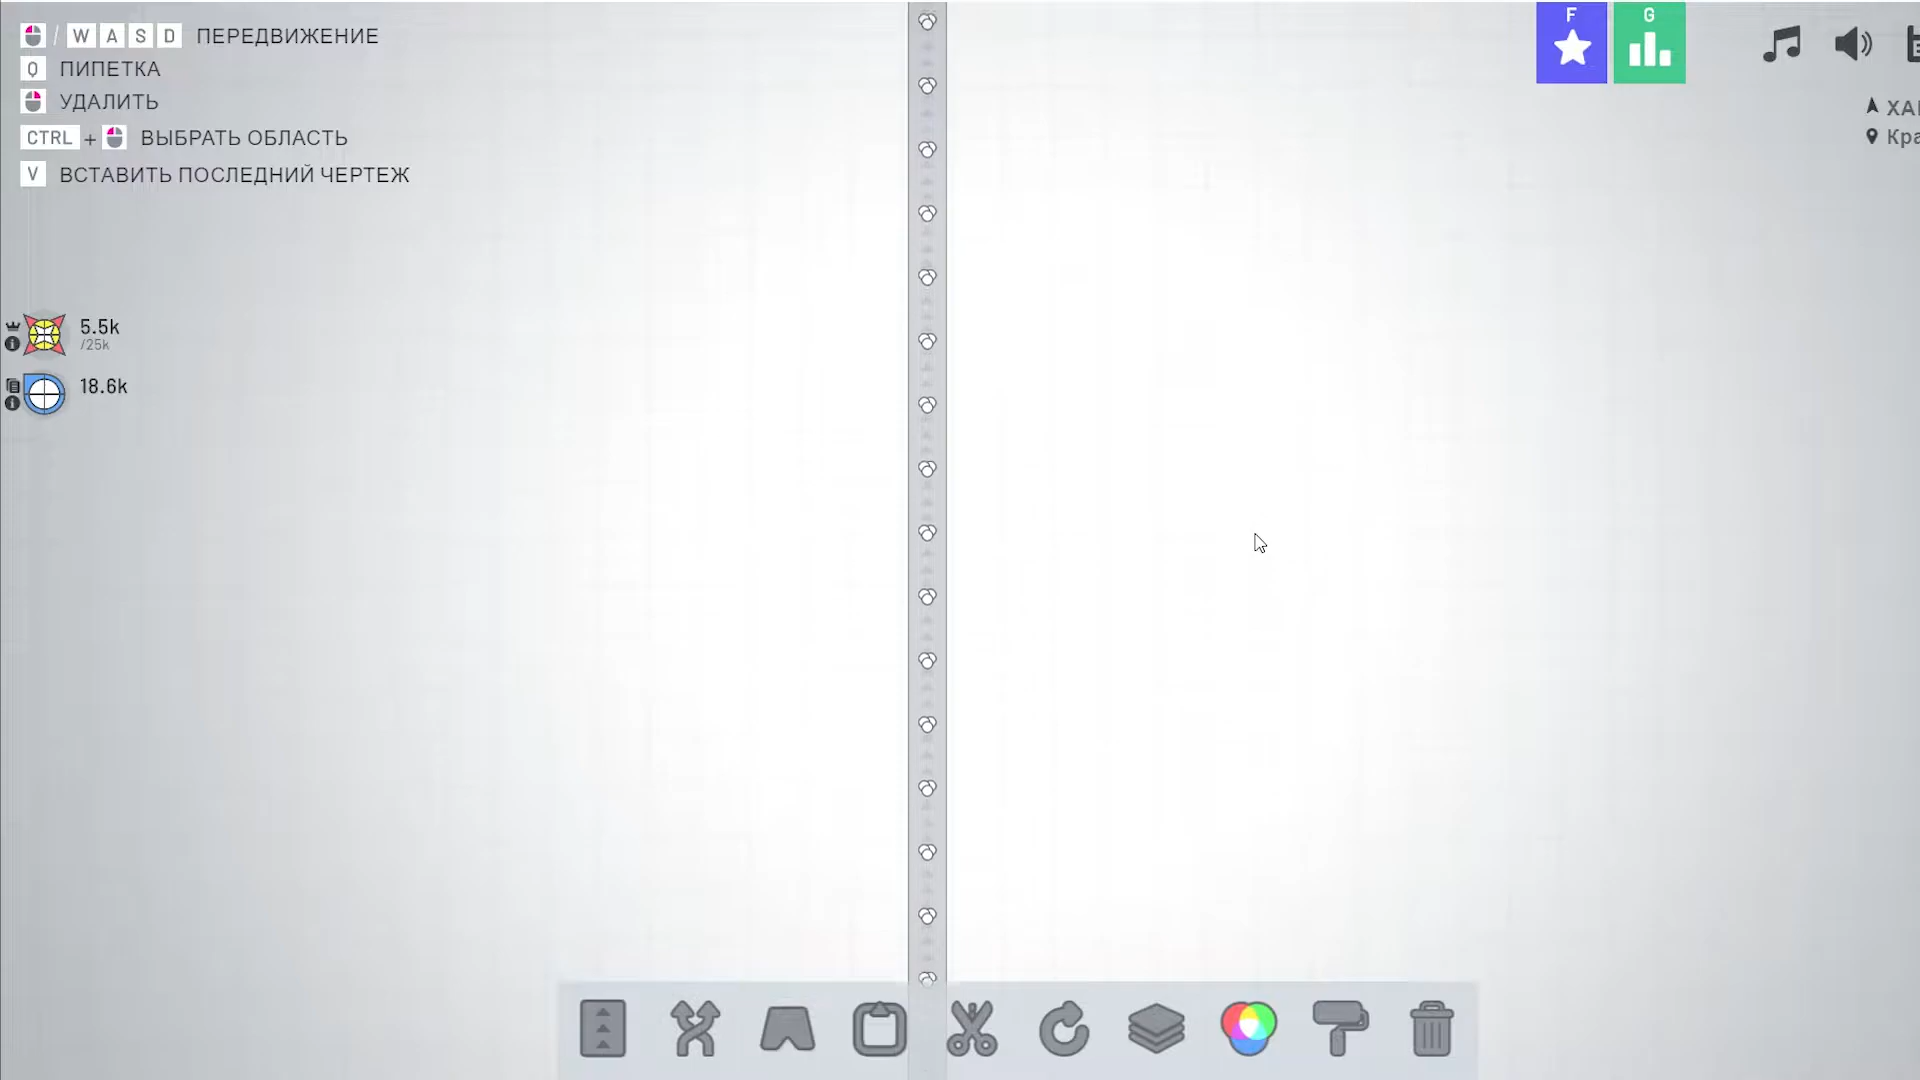 / W A S D ПЕРЕДВИЖЕНИЕ
Q ПИПЕТКА
УДАЛИТЬ
CTRL + ВЫБРАТЬ ОБЛАСТЬ
V ВСТАВИТЬ ПОСЛЕДНИЙ ЧЕРТЕЖ
5.5k
/25k
18.6k
F
G